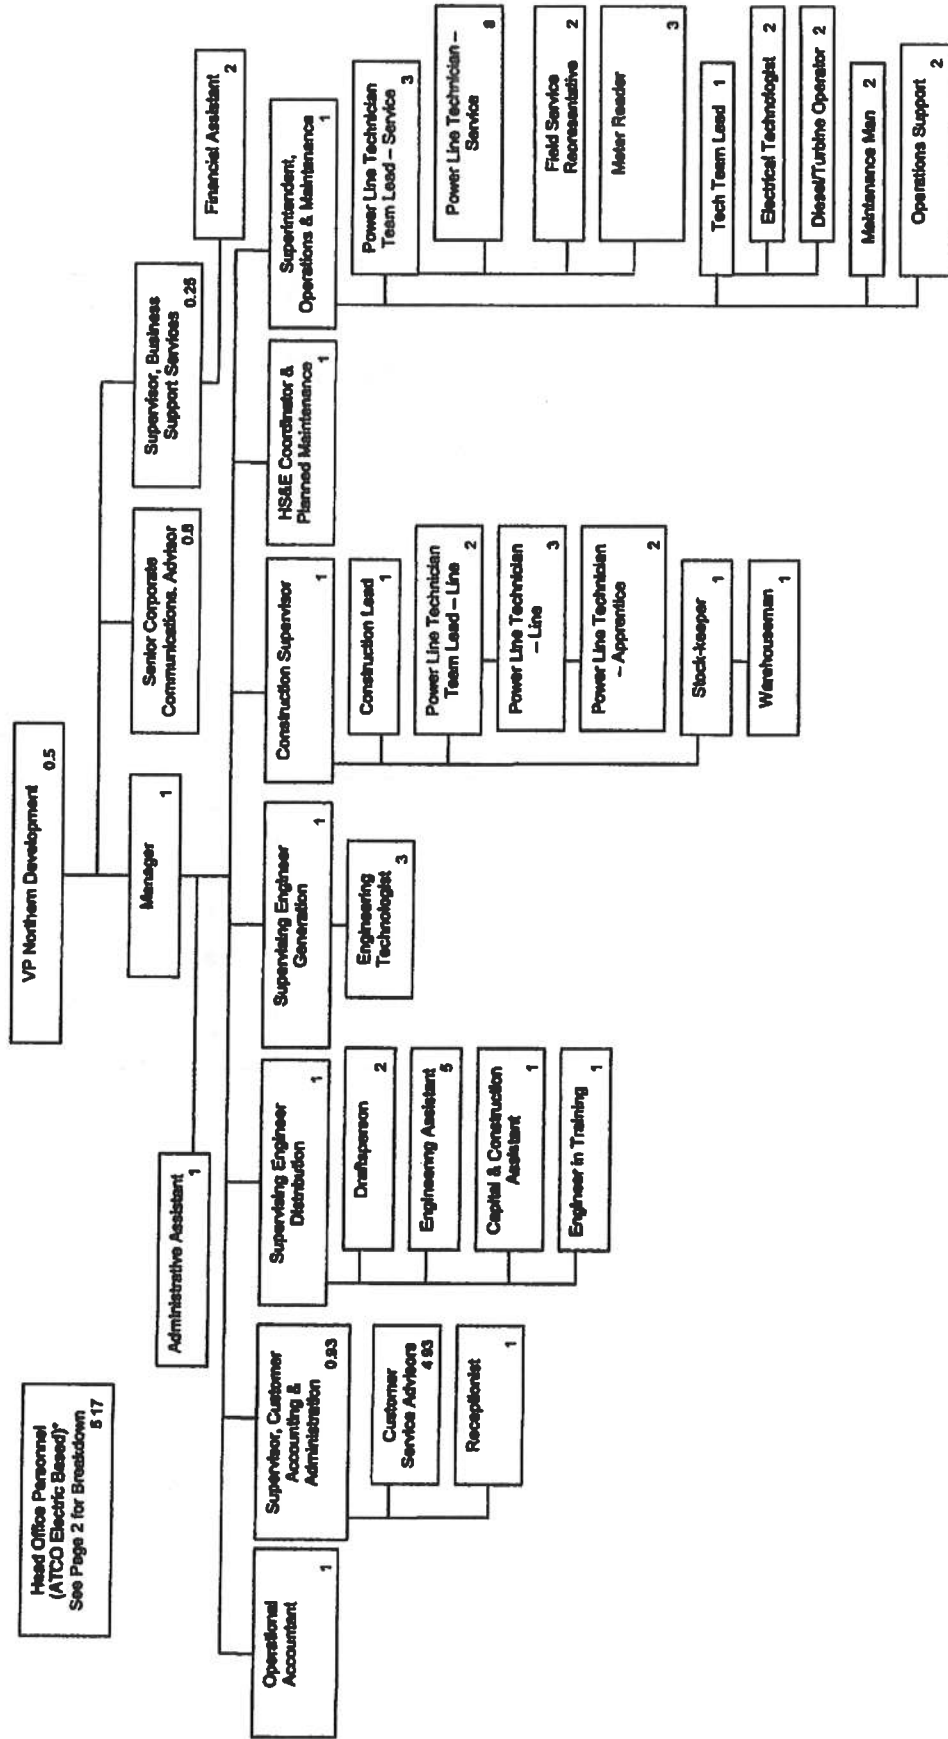 Head Office Personnel
(ATCO Electric Based)*
See Page 2 for Breakdown
5 17
VP Northern Development
0.5
Manager
1
Administrative Assistant
1
Senior Corporate
Communications. Advisor
Supervisor, Business
Support Services
0.25
Financial Assistant
2
Operational
Accountant
1
Supervisor, Customer
Accounting &
Administration
0.93
Customer
Service Advisors
4 93
Receptionist
1
Supervising Engineer
Distribution
1
Draftsperson
2
Engineering Assistant
5
Capital & Construction
Assistant
1
Engineer in Training
1
Supervising Engineer
Generation
1
Engineering
Technologist
3
Construction Supervisor
1
Construction Lead
1
Power Line Technician
Team Lead – Line
2
Power Line Technician
– Line
3
Power Line Technician
– Apprentice
2
Stock-keeper
1
Warehouseman
1
HS&E Coordinator &
Planned Maintenance
1
Superintendent,
Operations & Maintenance
1
Power Line Technician
Team Lead – Service
3
Power Line Technician –
Service
Field Service
Representative
2
Meter Reader
3
Tech Team Lead 1
Electrical Technologist 2
Diesel/Turbine Operator 2
Maintenance Man 2
Operations Support
2